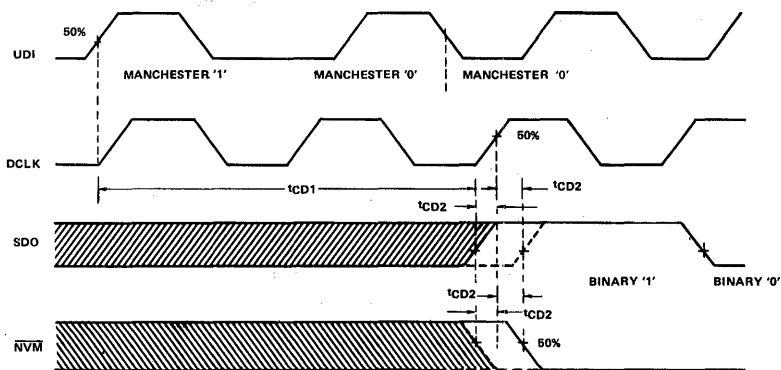 50%
UDI
MANCHESTER '1'
MANCHESTER '0'
MANCHESTER '0'
50%
DCLK
tCD1
tCD2
tCD2
SDO
BINARY '1'
BINARY '0'
tCD2
tCD2
50%
NVM